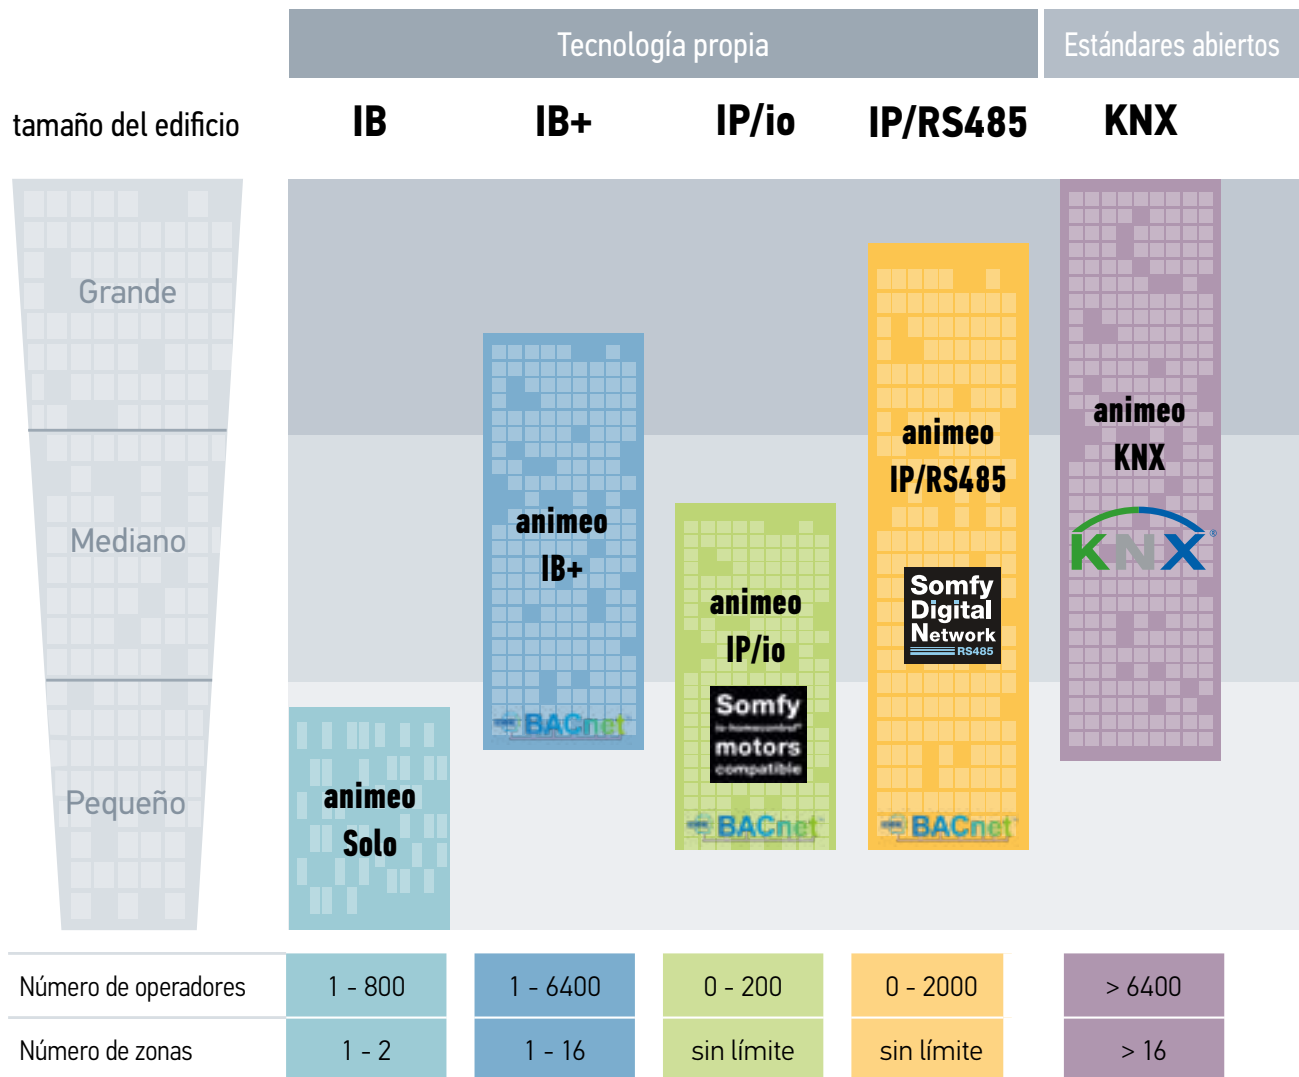 Tecnología propia
Estándares abiertos
tamaño del edificio
IB
IB+
IP/io
IP/RS485
KNX
Grande
Mediano
Pequeño
animeo
Solo
animeo
IB+
BACnet
animeo
IP/io
Somfy
io-homecontrol®
motors
compatible
BACnet
animeo
IP/RS485
Somfy
Digital
Network
RS485
BACnet
animeo
KNX
KNX®
Número de operadores
1 - 800
1 - 6400
0 - 200
0 - 2000
> 6400
Número de zonas
1 - 2
1 - 16
sin límite
sin límite
> 16